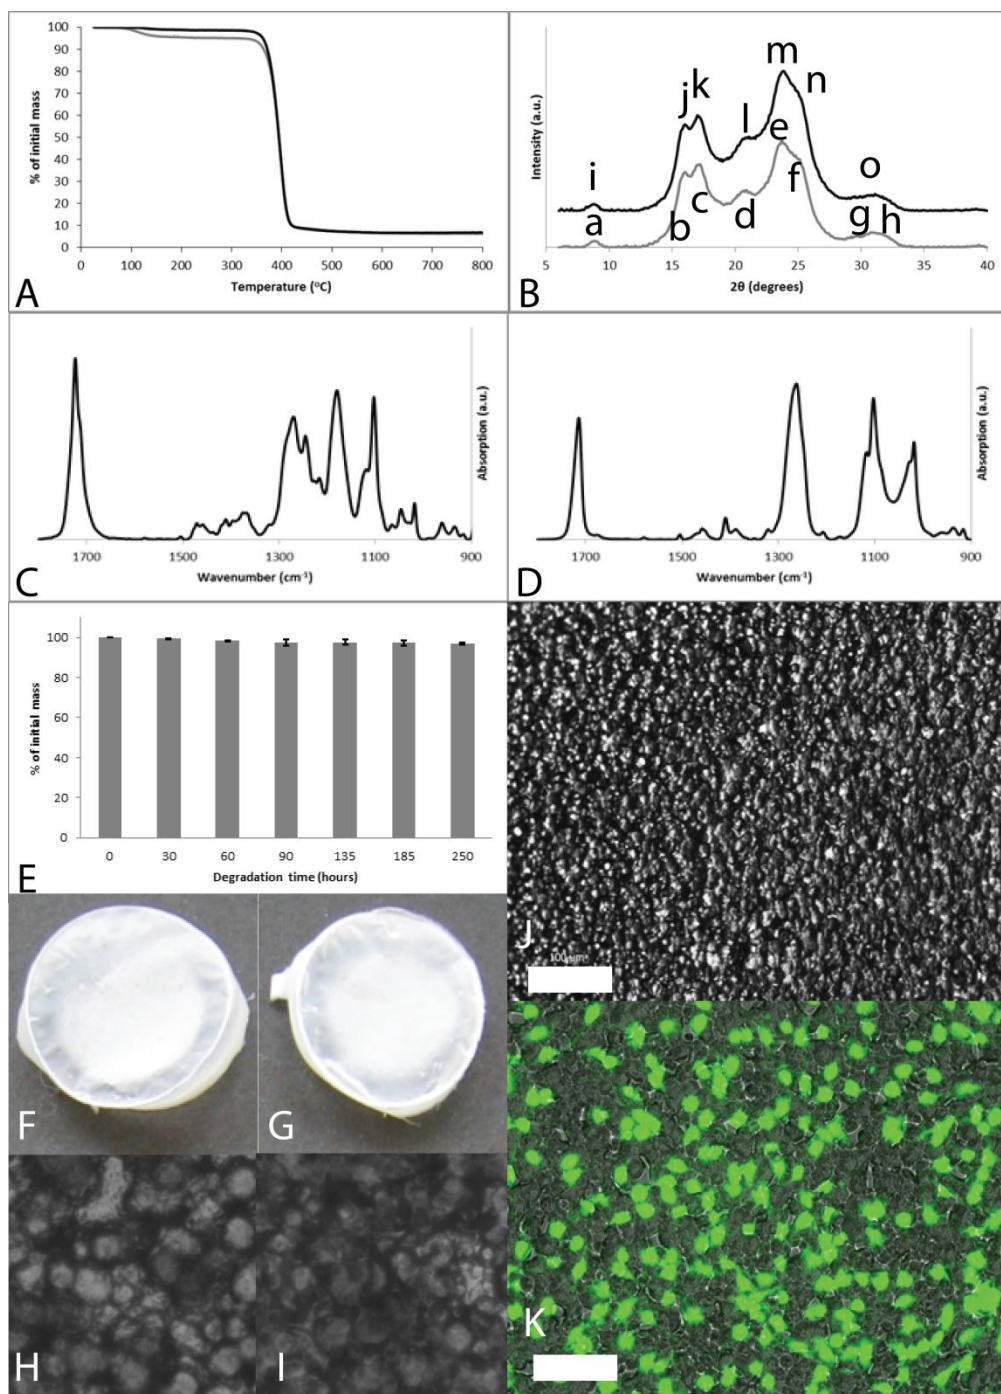 100
90
80
70
60
50
40
30
20
10
0
% of initial mass
0 100 200 300 400 500 600 700 800
Temperature (°C)
A
Intensity (a.u.)
m
n
j k
l
e
i
o
a
b
c
d
f
g h
5 10 15 20 25 30 35 40
2θ (degrees)
B
Absorption (a.u.)
1700 1500 1300 1100 900
Wavenumber (cm⁻¹)
C
Absorption (a.u.)
1700 1500 1300 1100 900
Wavenumber (cm⁻¹)
D
100
80
60
40
20
0
% of initial mass
0 30 60 90 135 185 250
Degradation time (hours)
E
F
G
H
I
J
100 µm
K